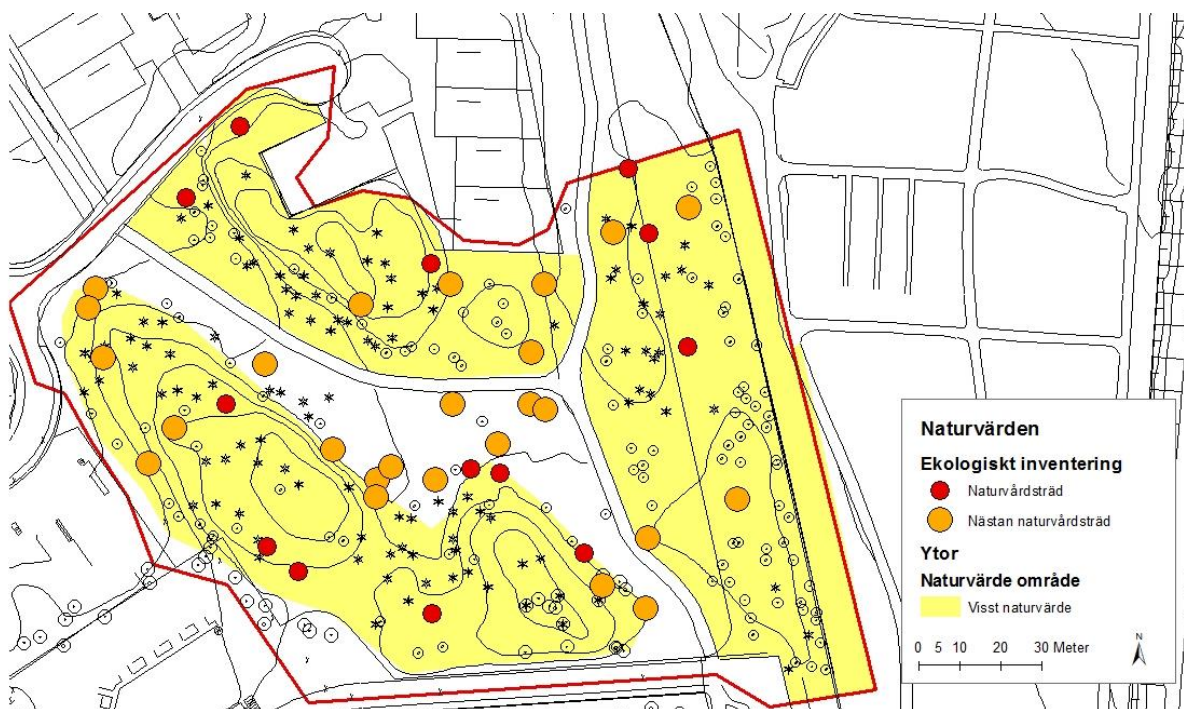 Naturvärden
Ekologiskt inventering
Naturvårdsträd
Nästan naturvårdsträd
Ytor
Naturvärde område
Visst naturvärde
0 5 10 20 30 Meter
N